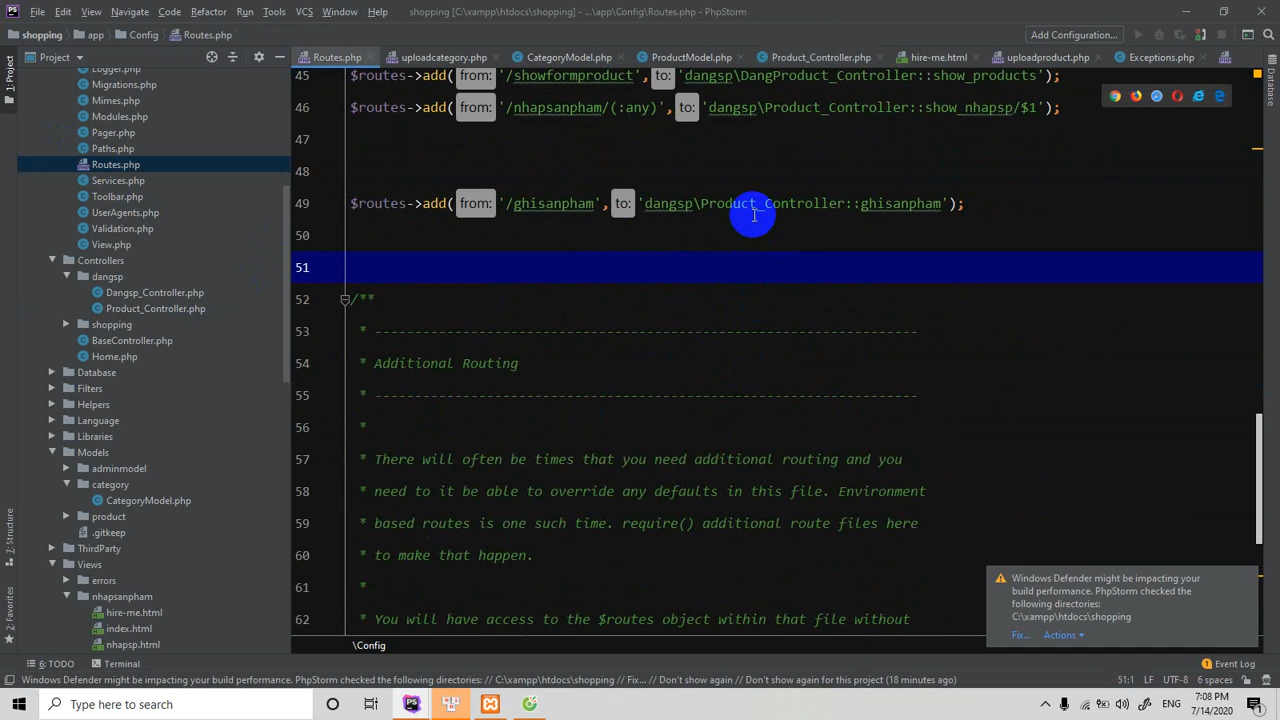 PS File Edit View Navigate Code Refactor Run Tools VCS Window Help shopping [C:\xampp\htdocs\shopping] - ...\app\Config\Routes.php - PhpStorm
shopping app Config Routes.php Add Configuration...
Project Routes.php uploadcategory.php CategoryModel.php ProductModel.php Product_Controller.php hire-me.html uploadproduct.php Exceptions.php
1: Project
7: Structure
2: Favorites
Database
Logger.php
Migrations.php
Mimes.php
Modules.php
Pager.php
Paths.php
Routes.php
Services.php
Toolbar.php
UserAgents.php
Validation.php
View.php
Controllers
dangsp
Dangsp_Controller.php
Product_Controller.php
shopping
BaseController.php
Home.php
Database
Filters
Helpers
Language
Libraries
Models
adminmodel
category
CategoryModel.php
product
.gitkeep
ThirdParty
Views
errors
nhapsanpham
hire-me.html
index.html
nhapsp.html
45 $routes->add( from: '/showformproduct', to: 'dangsp\DangProduct_Controller::show_products');
46 $routes->add( from: '/nhapsanpham/(:any)', to: 'dangsp\Product_Controller::show_nhapsp/$1');
47
48
49 $routes->add( from: '/ghisanpham', to: 'dangsp\Product_Controller::ghisanpham');
50
51
52 /**
53 * --------------------------------------------------------------------
54 * Additional Routing
55 * --------------------------------------------------------------------
56 *
57 * There will often be times that you need additional routing and you
58 * need to it be able to override any defaults in this file. Environment
59 * based routes is one such time. require() additional route files here
60 * to make that happen.
61 *
62 * You will have access to the $routes object within that file without
\Config
Windows Defender might be impacting your
build performance. PhpStorm checked the
following directories:
C:\xampp\htdocs\shopping
Fix... Actions
6: TODO Terminal Event Log
Windows Defender might be impacting your build performance. PhpStorm checked the following directories: // C:\xampp\htdocs\shopping // Fix... // Don't show again // Don't show again for this project (18 minutes ago) 51:1 LF UTF-8 6 spaces
Type here to search PS ENG 7:08 PM
7/14/2020
1